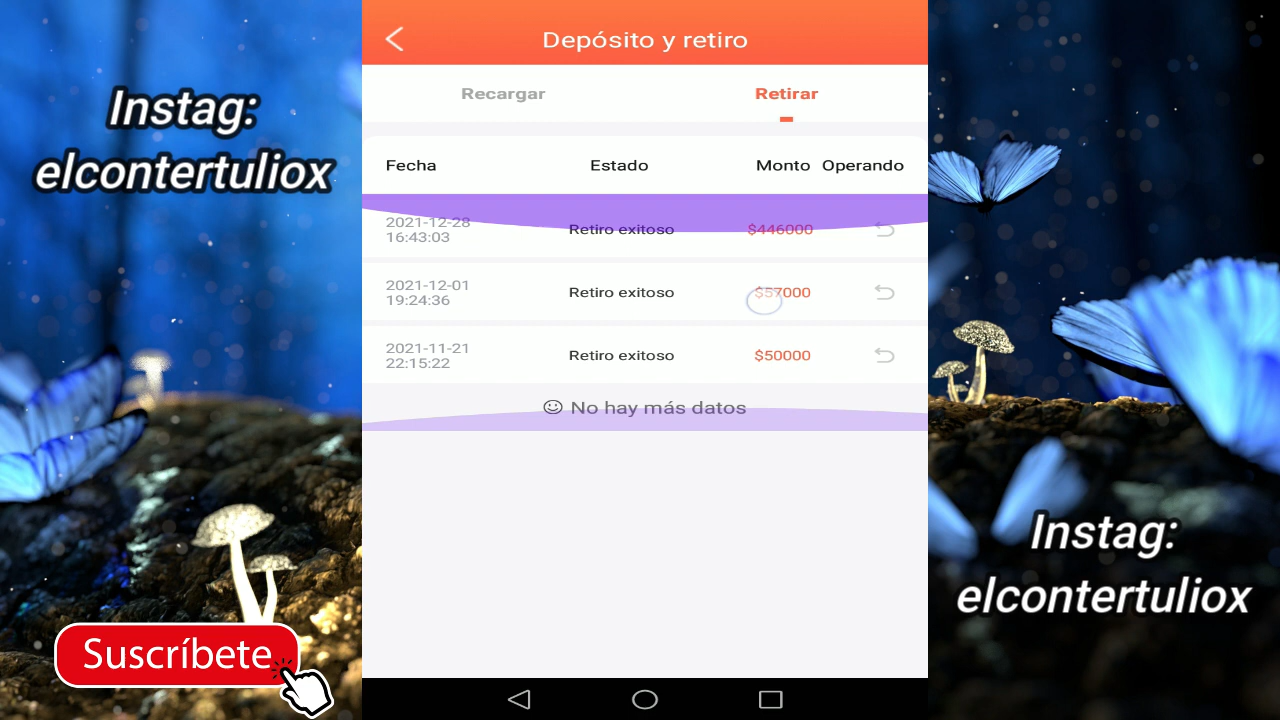 Instag:
elcontertuliox
Suscríbete
Depósito y retiro
Recargar Retirar
Fecha Estado Monto Operando
2021-12-28
16:43:03 Retiro exitoso $446000
2021-12-01
19:24:36 Retiro exitoso $57000
2021-11-21
22:15:22 Retiro exitoso $50000
No hay más datos
Instag:
elcontertuliox